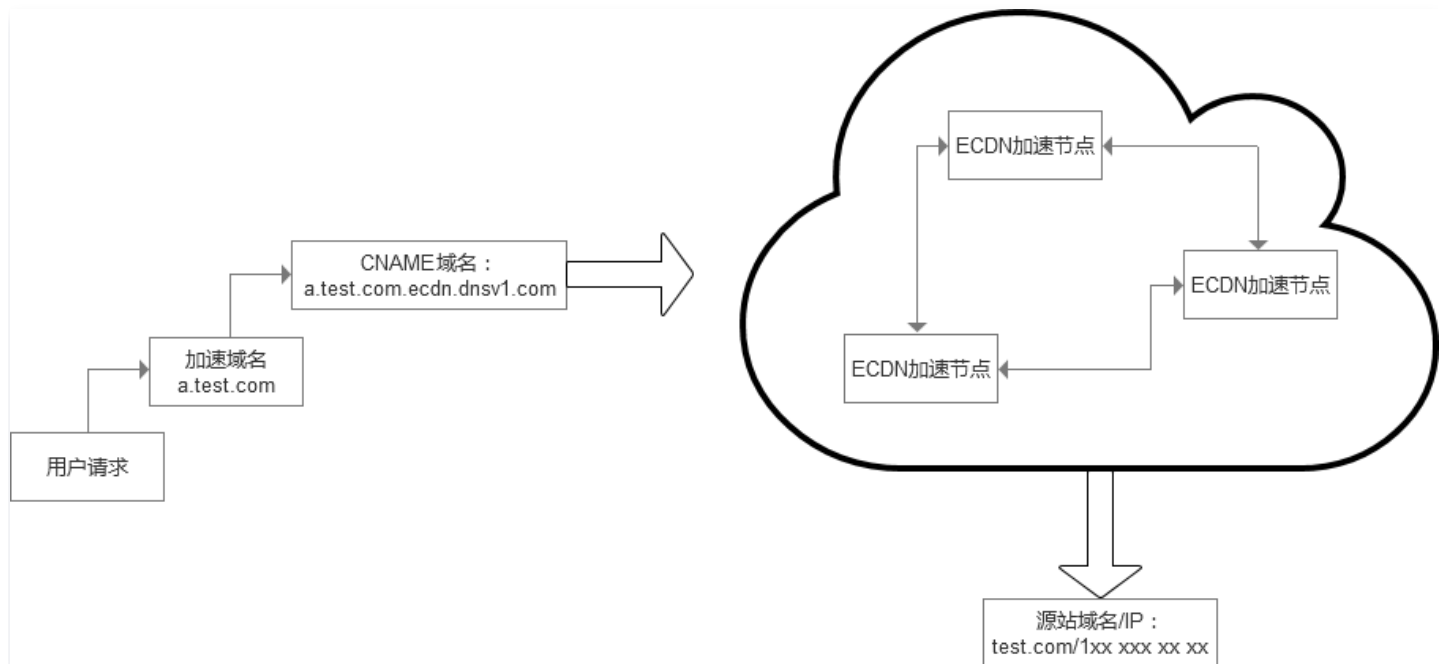 ECDN加速节点
CNAME域名：
a.test.com.ecdn.dnsv1.com
ECDN加速节点
加速域名
a.test.com
ECDN加速节点
用户请求
源站域名/IP：
test.com/1xx xxx xx xx